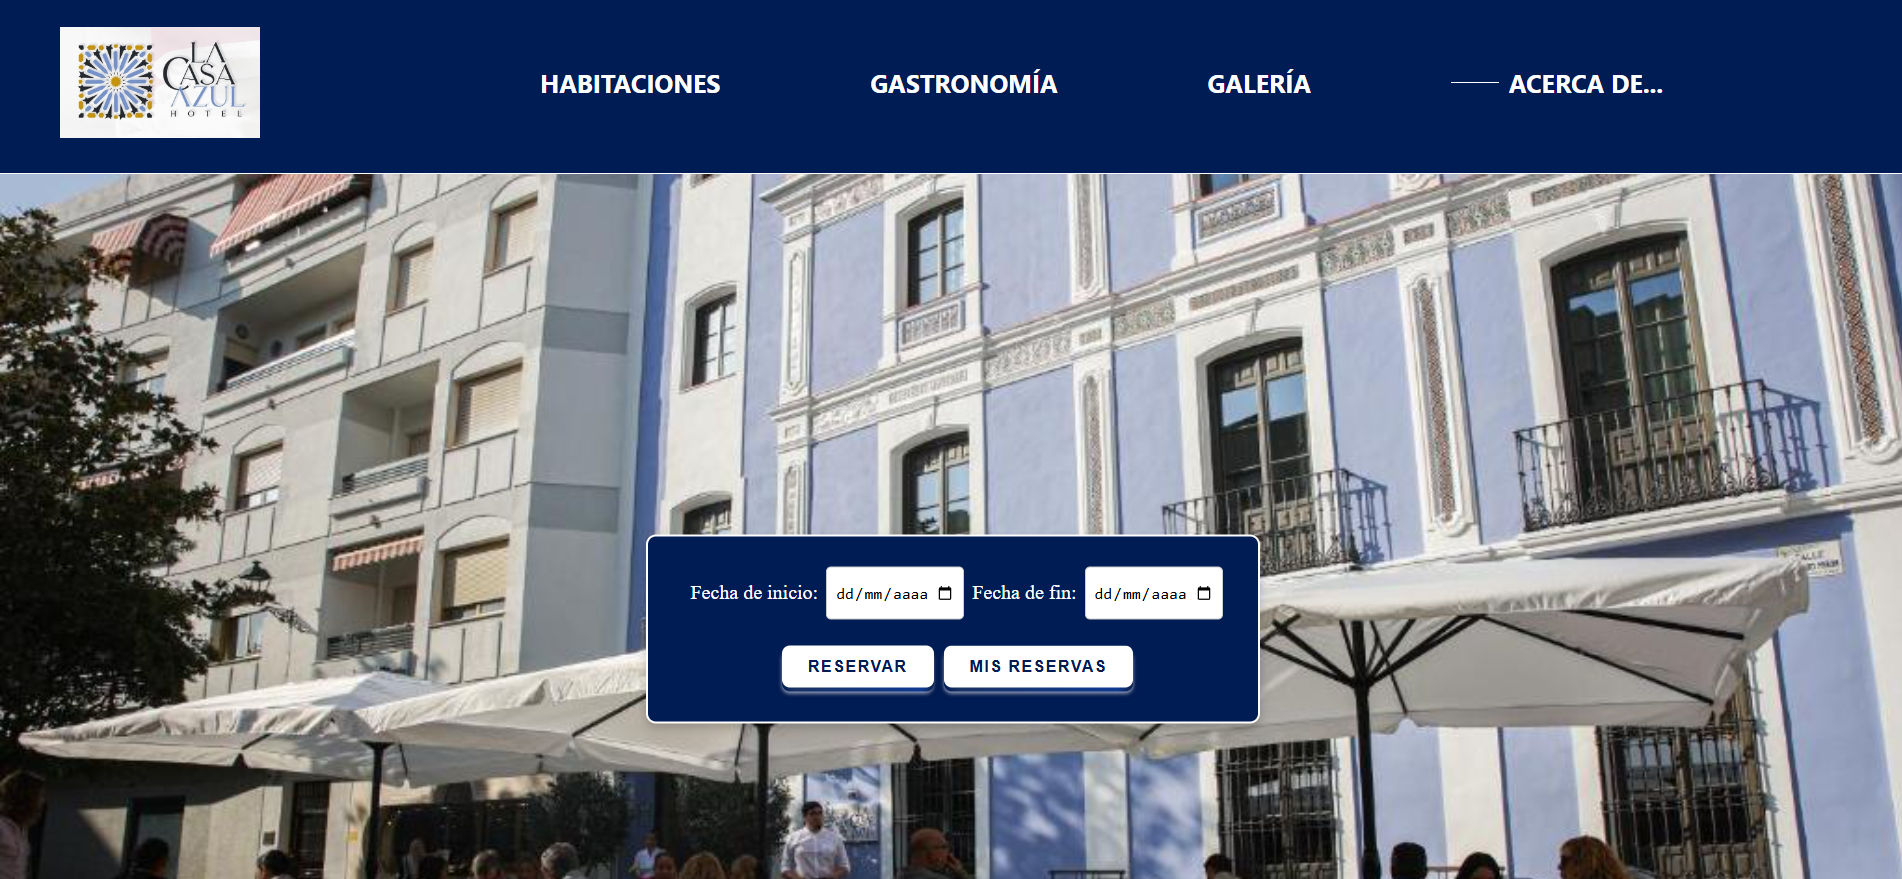 LA
CASA
AZUL
HOTEL
HABITACIONES
GASTRONOMÍA
GALERÍA
ACERCA DE...
Fecha de inicio: dd/mm/aaaa Fecha de fin: dd/mm/aaaa
RESERVAR MIS RESERVAS